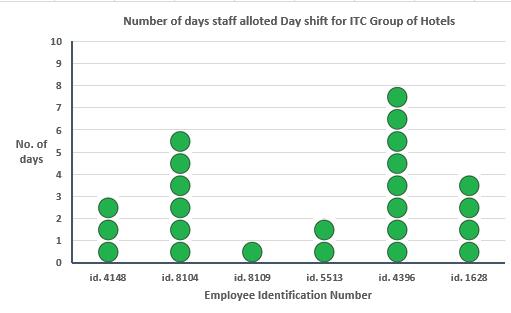 Number of days staff alloted Day shift for ITC Group of Hotels
10
9
8
7
6
5
4
3
2
1
0
No. of
days
id. 4148 id. 8104 id. 8109 id. 5513 id. 4396 id. 1628
Employee Identification Number